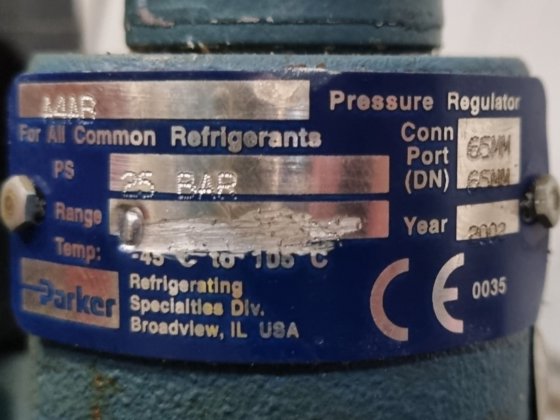 A4AB
Pressure Regulator
For All Common Refrigerants
Conn 65MM
Port
(DN) 65MM
PS 25 BAR
Range
Year 2002
Temp: -45°C to 105°C
Parker
Refrigerating
Specialties Div.
Broadview, IL USA
CE 0035